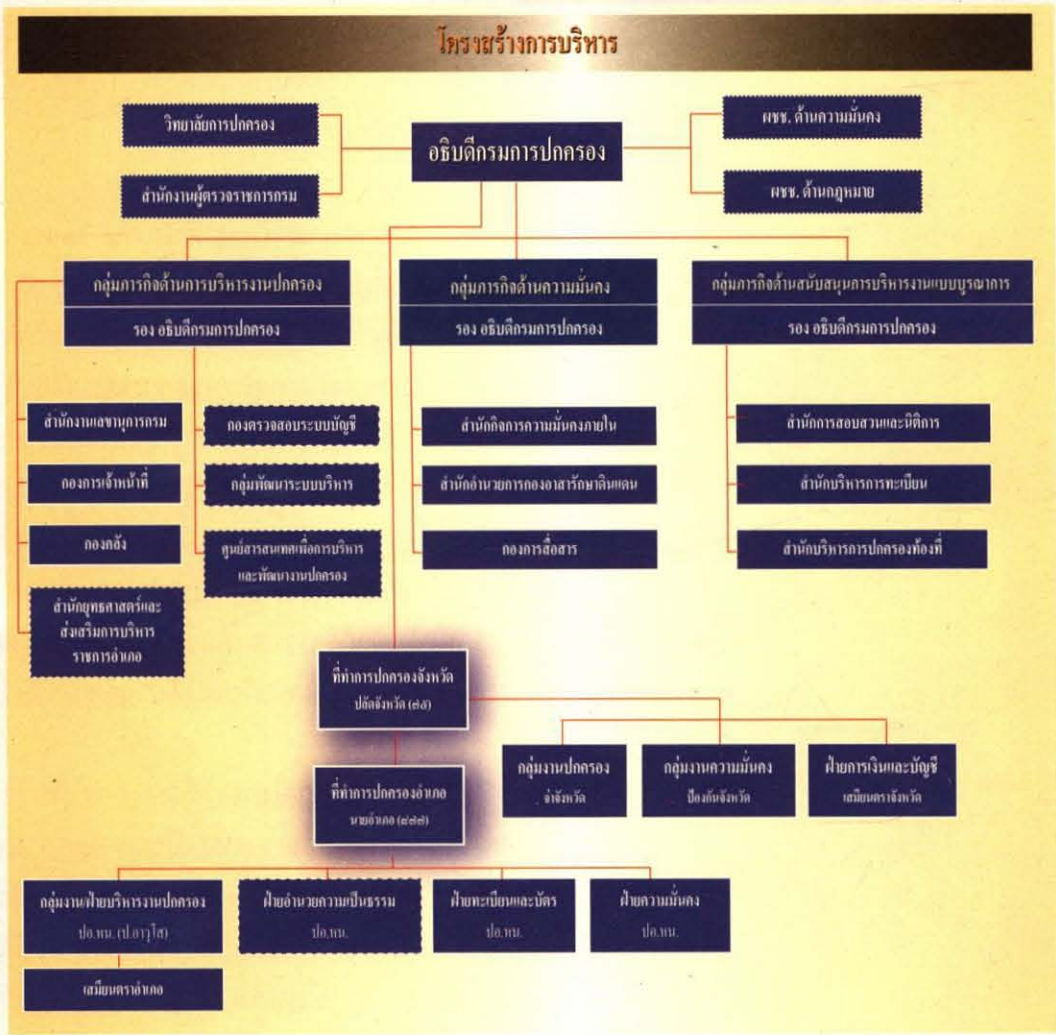 โครงสร้างการบริหาร
วิทยาลัยการปกครอง
ผชช. ด้านความมั่นคง
อธิบดีกรมการปกครอง
สำนักงานผู้ตรวจราชการกรม
ผชช. ด้านกฎหมาย
กลุ่มภารกิจด้านการบริหารงานปกครอง
รอง อธิบดีกรมการปกครอง
กลุ่มภารกิจด้านความมั่นคง
รอง อธิบดีกรมการปกครอง
กลุ่มภารกิจด้านสนับสนุนการบริหารงานแบบบูรณาการ
รอง อธิบดีกรมการปกครอง
สำนักงานเลขานุการกรม
กองการเจ้าหน้าที่
กองคลัง
สำนักยุทธศาสตร์และ
ส่งเสริมการบริหาร
ราชการอำเภอ
กองตรวจสอบระบบบัญชี
กลุ่มพัฒนาระบบบริหาร
ศูนย์สารสนเทศเพื่อการบริหาร
และพัฒนางานปกครอง
สำนักกิจการความมั่นคงภายใน
สำนักอำนวยการกองอาสารักษาดินแดน
กองการสื่อสาร
สำนักการสอบสวนและนิติการ
สำนักบริหารการทะเบียน
สำนักบริหารการปกครองท้องที่
ที่ทำการปกครองจังหวัด
ปลัดจังหวัด (๗๕)
กลุ่มงานปกครอง
จ่าจังหวัด
กลุ่มงานความมั่นคง
ป้องกันจังหวัด
ฝ่ายการเงินและบัญชี
เสมียนตราจังหวัด
ที่ทำการปกครองอำเภอ
นายอำเภอ (๘๗๗)
กลุ่มงาน/ฝ่ายบริหารงานปกครอง
ปอ.หน. (ป.อาวุโส)
ฝ่ายอำนวยความเป็นธรรม
ปอ.หน.
ฝ่ายทะเบียนและบัตร
ปอ.หน.
ฝ่ายความมั่นคง
ปอ.หน.
เสมียนตราอำเภอ